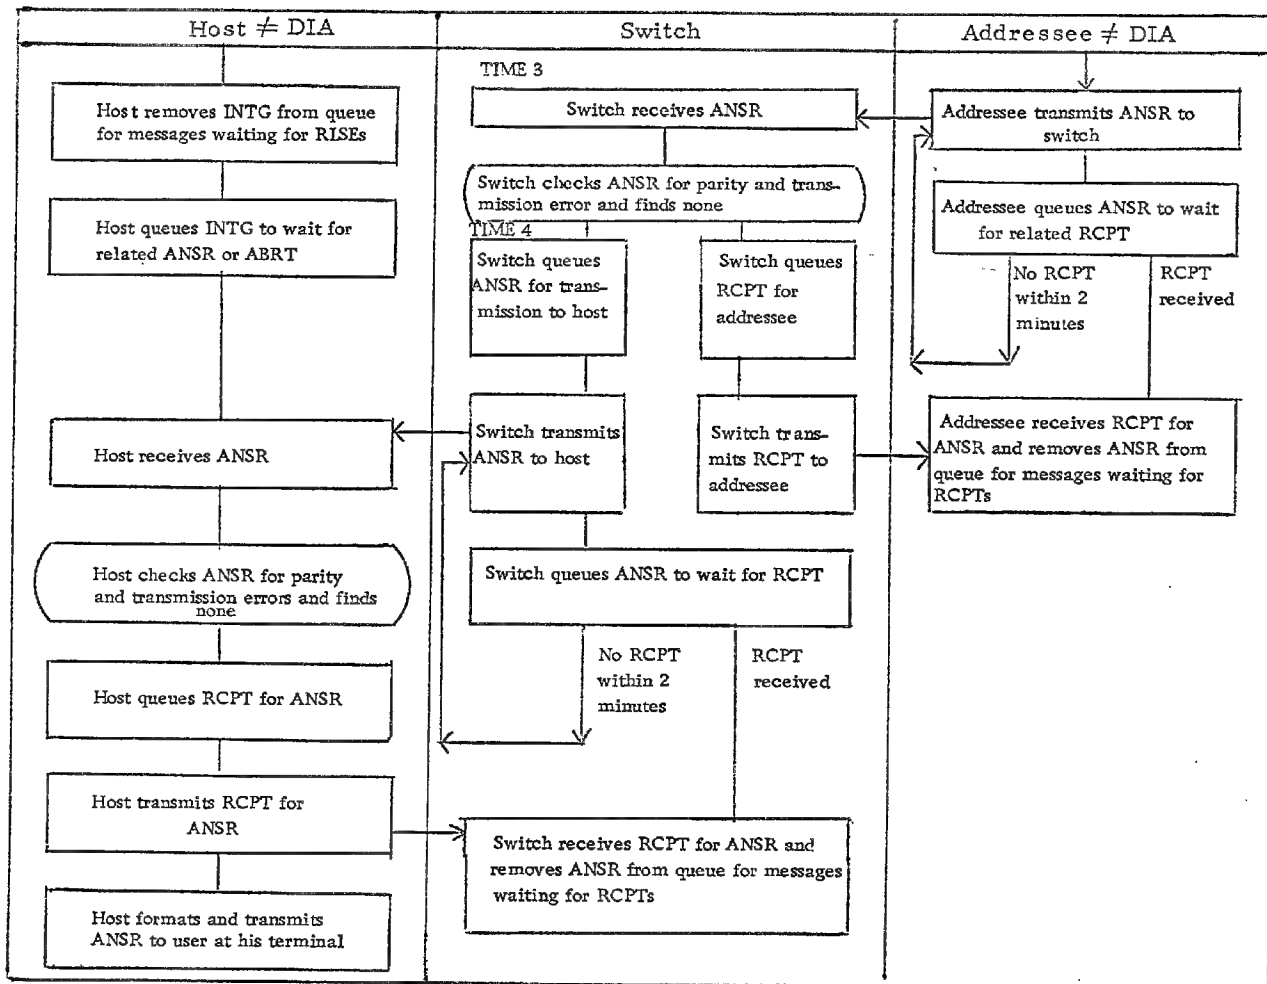 Host ≠ DIA
Switch
Addressee ≠ DIA
Host removes INTG from queue
for messages waiting for RISEs
Host queues INTG to wait for
related ANSR or ABRT
Host receives ANSR
Host checks ANSR for parity
and transmission errors and finds
none
Host queues RCPT for ANSR
Host transmits RCPT for
ANSR
Host formats and transmits
ANSR to user at his terminal
TIME 3
Switch receives ANSR
Switch checks ANSR for parity and trans-
mission error and finds none
TIME 4
Switch queues
ANSR for trans-
mission to host
Switch queues
RCPT for
addressee
Switch transmits
ANSR to host
Switch trans-
mits RCPT to
addressee
Switch queues ANSR to wait for RCPT
No RCPT
within 2
minutes
RCPT
received
Switch receives RCPT for ANSR and
removes ANSR from queue for messages
waiting for RCPTs
Addressee transmits ANSR to
switch
Addressee queues ANSR to wait
for related RCPT
No RCPT
within 2
minutes
RCPT
received
Addressee receives RCPT for
ANSR and removes ANSR from
queue for messages waiting for
RCPTs